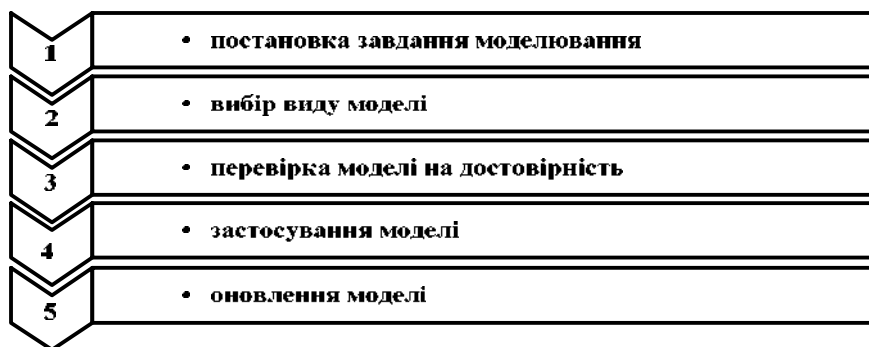 1 • постановка завдання моделювання
2 • вибір виду моделі
3 • перевірка моделі на достовірність
4 • застосування моделі
5 • оновлення моделі